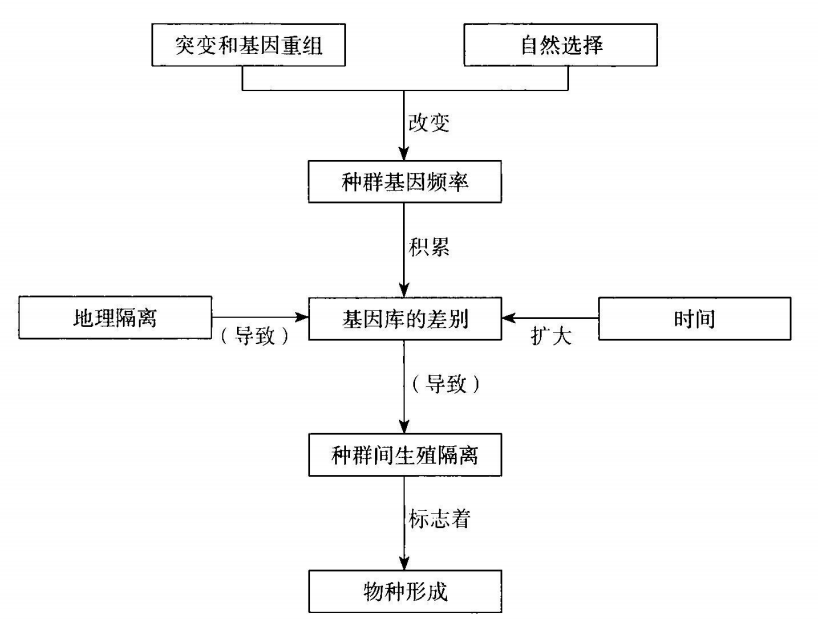 突变和基因重组
自然选择
改变
种群基因频率
积累
地理隔离
(导致)
基因库的差别
扩大
时间
(导致)
种群间生殖隔离
标志着
物种形成